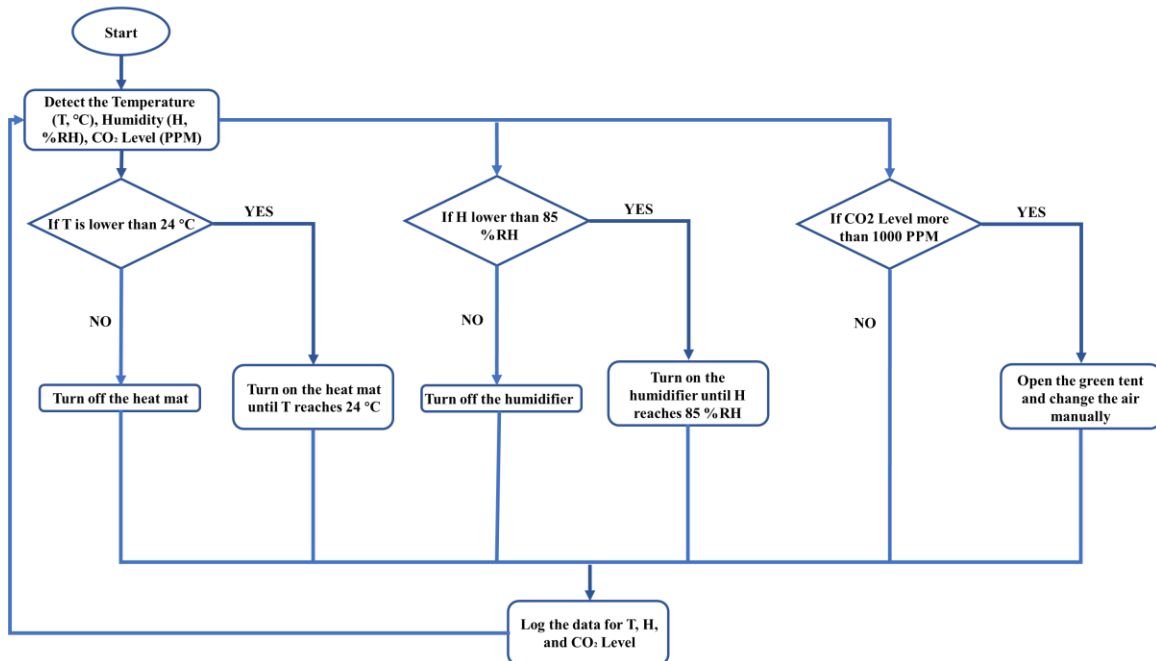 Start
Detect the Temperature
(T, °C), Humidity (H,
%RH), CO₂ Level (PPM)
If T is lower than 24 °C
YES
NO
If H lower than 85
%RH
YES
NO
If CO2 Level more
than 1000 PPM
YES
NO
Turn off the heat mat
Turn on the heat mat
until T reaches 24 °C
Turn off the humidifier
Turn on the
humidifier until H
reaches 85 %RH
Open the green tent
and change the air
manually
Log the data for T, H,
and CO₂ Level